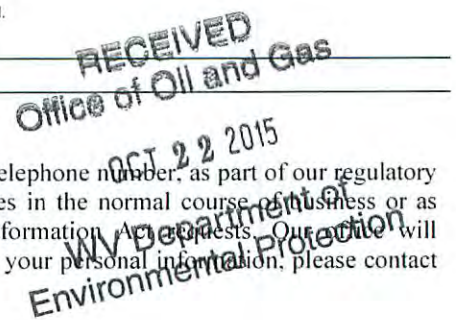 RECEIVED
Office of Oil and Gas
OCT 22 2015
WV Department of
Environmental Protection
elephone number, as part of our regulatory
es in the normal course of business or as
formation Act requests. Our office will
your personal information, please contact